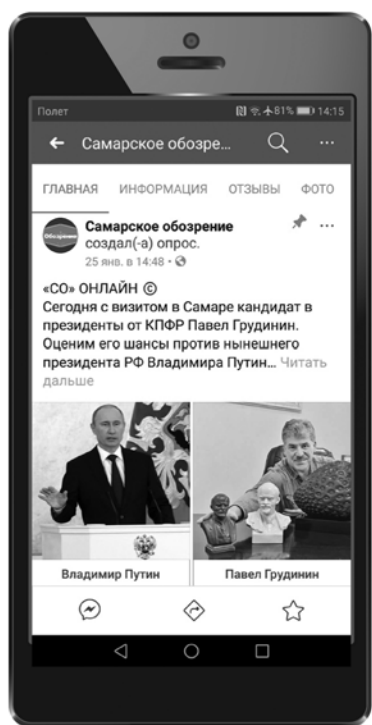 Полет 81% 14:15
Самарское обозре...
ГЛАВНАЯ ИНФОРМАЦИЯ ОТЗЫВЫ ФОТО
Обозрение
Самарское обозрение
создал(-а) опрос.
25 янв. в 14:48 •
«СО» ОНЛАЙН ©
Сегодня с визитом в Самаре кандидат в
президенты от КПФР Павел Грудинин.
Оценим его шансы против нынешнего
президента РФ Владимира Путин... Читать
дальше
Владимир Путин Павел Грудинин